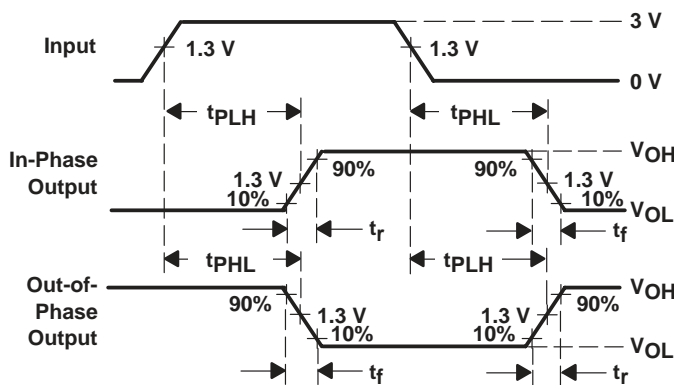 3 V
Input
1.3 V
1.3 V
0 V
tPLH
tPHL
In-Phase
Output
VOH
90%
90%
1.3 V
1.3 V
10%
10%
VOL
tr
tf
tPHL
tPLH
Out-of-
Phase
Output
VOH
90%
90%
1.3 V
1.3 V
10%
10%
VOL
tf
tr